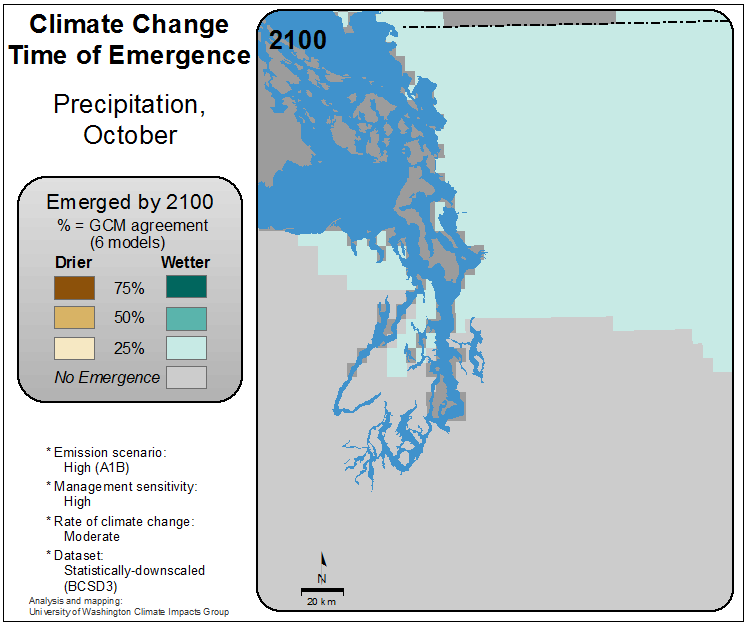 Climate Change
Time of Emergence
Precipitation,
October
Emerged by 2100
% = GCM agreement
(6 models)
Drier Wetter
75%
50%
25%
No Emergence
* Emission scenario:
High (A1B)
* Management sensitivity:
High
* Rate of climate change:
Moderate
* Dataset:
Statistically-downscaled
(BCSD3)
Analysis and mapping:
University of Washington Climate Impacts Group
2100
N
20 km